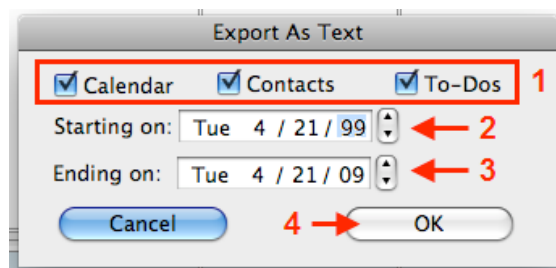 Export As Text
Calendar Contacts To-Dos 1
Starting on: Tue 4 / 21 / 99 2
Ending on: Tue 4 / 21 / 09 3
Cancel 4 OK